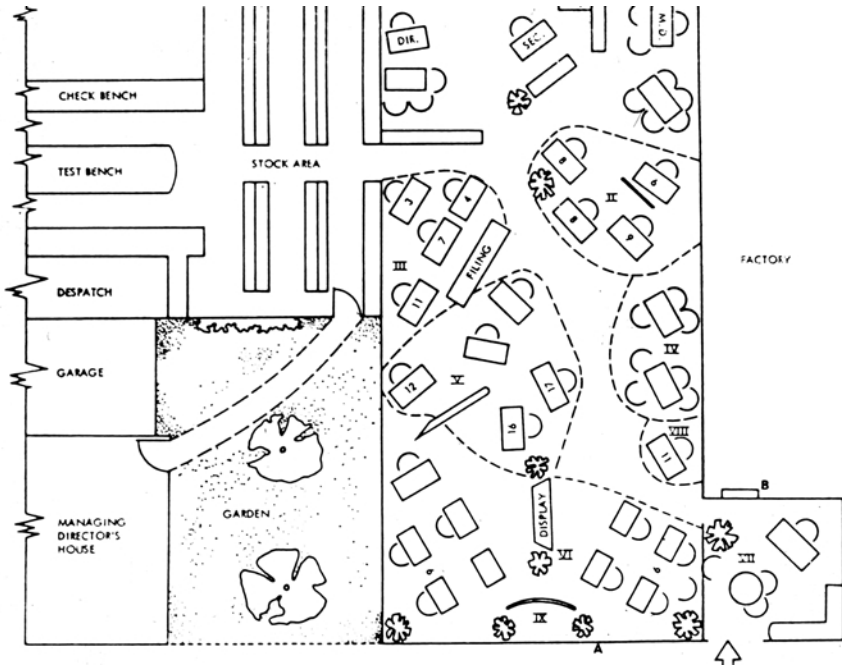 DIR.
SEC.
M.D.
CHECK BENCH
TEST BENCH
STOCK AREA
8
6
II
8
9
3
4
7
III
FILING
11
FACTORY
DESPATCH
GARAGE
IV
12
V
17
16
VIII
11
B
MANAGING
DIRECTOR'S
HOUSE
GARDEN
DISPLAY
VI
VII
IX
A